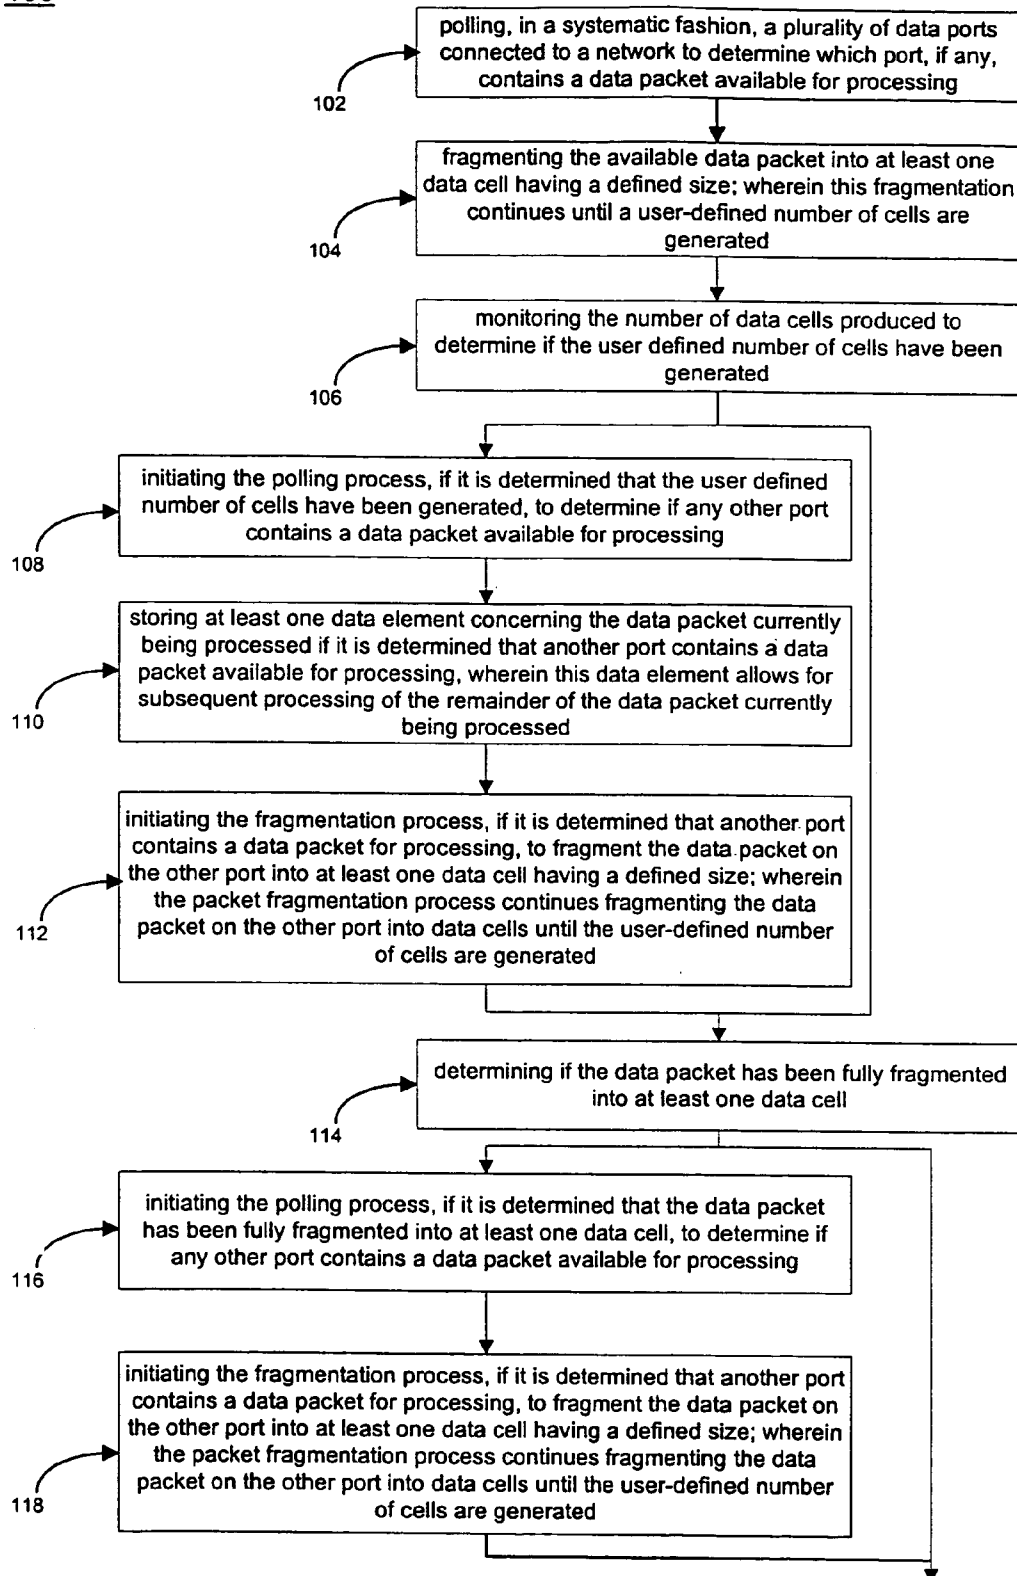 polling, in a systematic fashion, a plurality of data ports
connected to a network to determine which port, if any,
contains a data packet available for processing
102
fragmenting the available data packet into at least one
data cell having a defined size; wherein this fragmentation
continues until a user-defined number of cells are
generated
104
monitoring the number of data cells produced to
determine if the user defined number of cells have been
generated
106
initiating the polling process, if it is determined that the user defined
number of cells have been generated, to determine if any other port
contains a data packet available for processing
108
storing at least one data element concerning the data packet currently
being processed if it is determined that another port contains a data
packet available for processing, wherein this data element allows for
subsequent processing of the remainder of the data packet currently
being processed
110
initiating the fragmentation process, if it is determined that another port
contains a data packet for processing, to fragment the data packet on
the other port into at least one data cell having a defined size; wherein
the packet fragmentation process continues fragmenting the data
packet on the other port into data cells until the user-defined number
of cells are generated
112
determining if the data packet has been fully fragmented
into at least one data cell
114
initiating the polling process, if it is determined that the data packet
has been fully fragmented into at least one data cell, to determine if
any other port contains a data packet available for processing
116
initiating the fragmentation process, if it is determined that another port
contains a data packet for processing, to fragment the data packet on
the other port into at least one data cell having a defined size; wherein
the packet fragmentation process continues fragmenting the data
packet on the other port into data cells until the user-defined number
of cells are generated
118